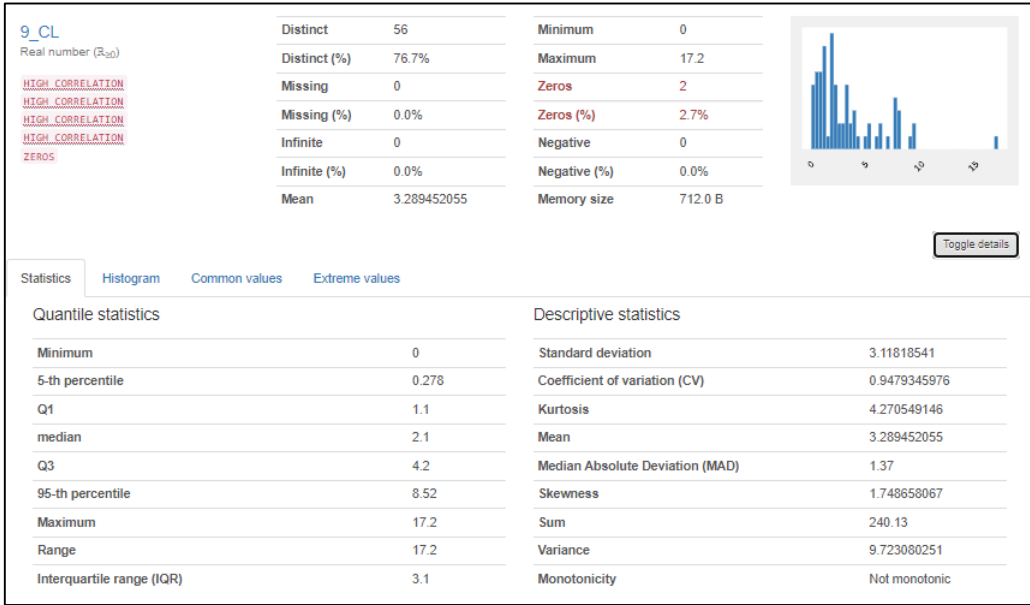 9_CL
Real number (ℝ≥0)
HIGH CORRELATION
HIGH CORRELATION
HIGH CORRELATION
HIGH CORRELATION
ZEROS
Distinct 56
Distinct (%) 76.7%
Missing 0
Missing (%) 0.0%
Infinite 0
Infinite (%) 0.0%
Mean 3.289452055
Minimum 0
Maximum 17.2
Zeros 2
Zeros (%) 2.7%
Negative 0
Negative (%) 0.0%
Memory size 712.0 B
0 5 10 15
Toggle details
Statistics Histogram Common values Extreme values
Quantile statistics
Minimum 0
5-th percentile 0.278
Q1 1.1
median 2.1
Q3 4.2
95-th percentile 8.52
Maximum 17.2
Range 17.2
Interquartile range (IQR) 3.1
Descriptive statistics
Standard deviation 3.11818541
Coefficient of variation (CV) 0.9479345976
Kurtosis 4.270549146
Mean 3.289452055
Median Absolute Deviation (MAD) 1.37
Skewness 1.748658067
Sum 240.13
Variance 9.723080251
Monotonicity Not monotonic